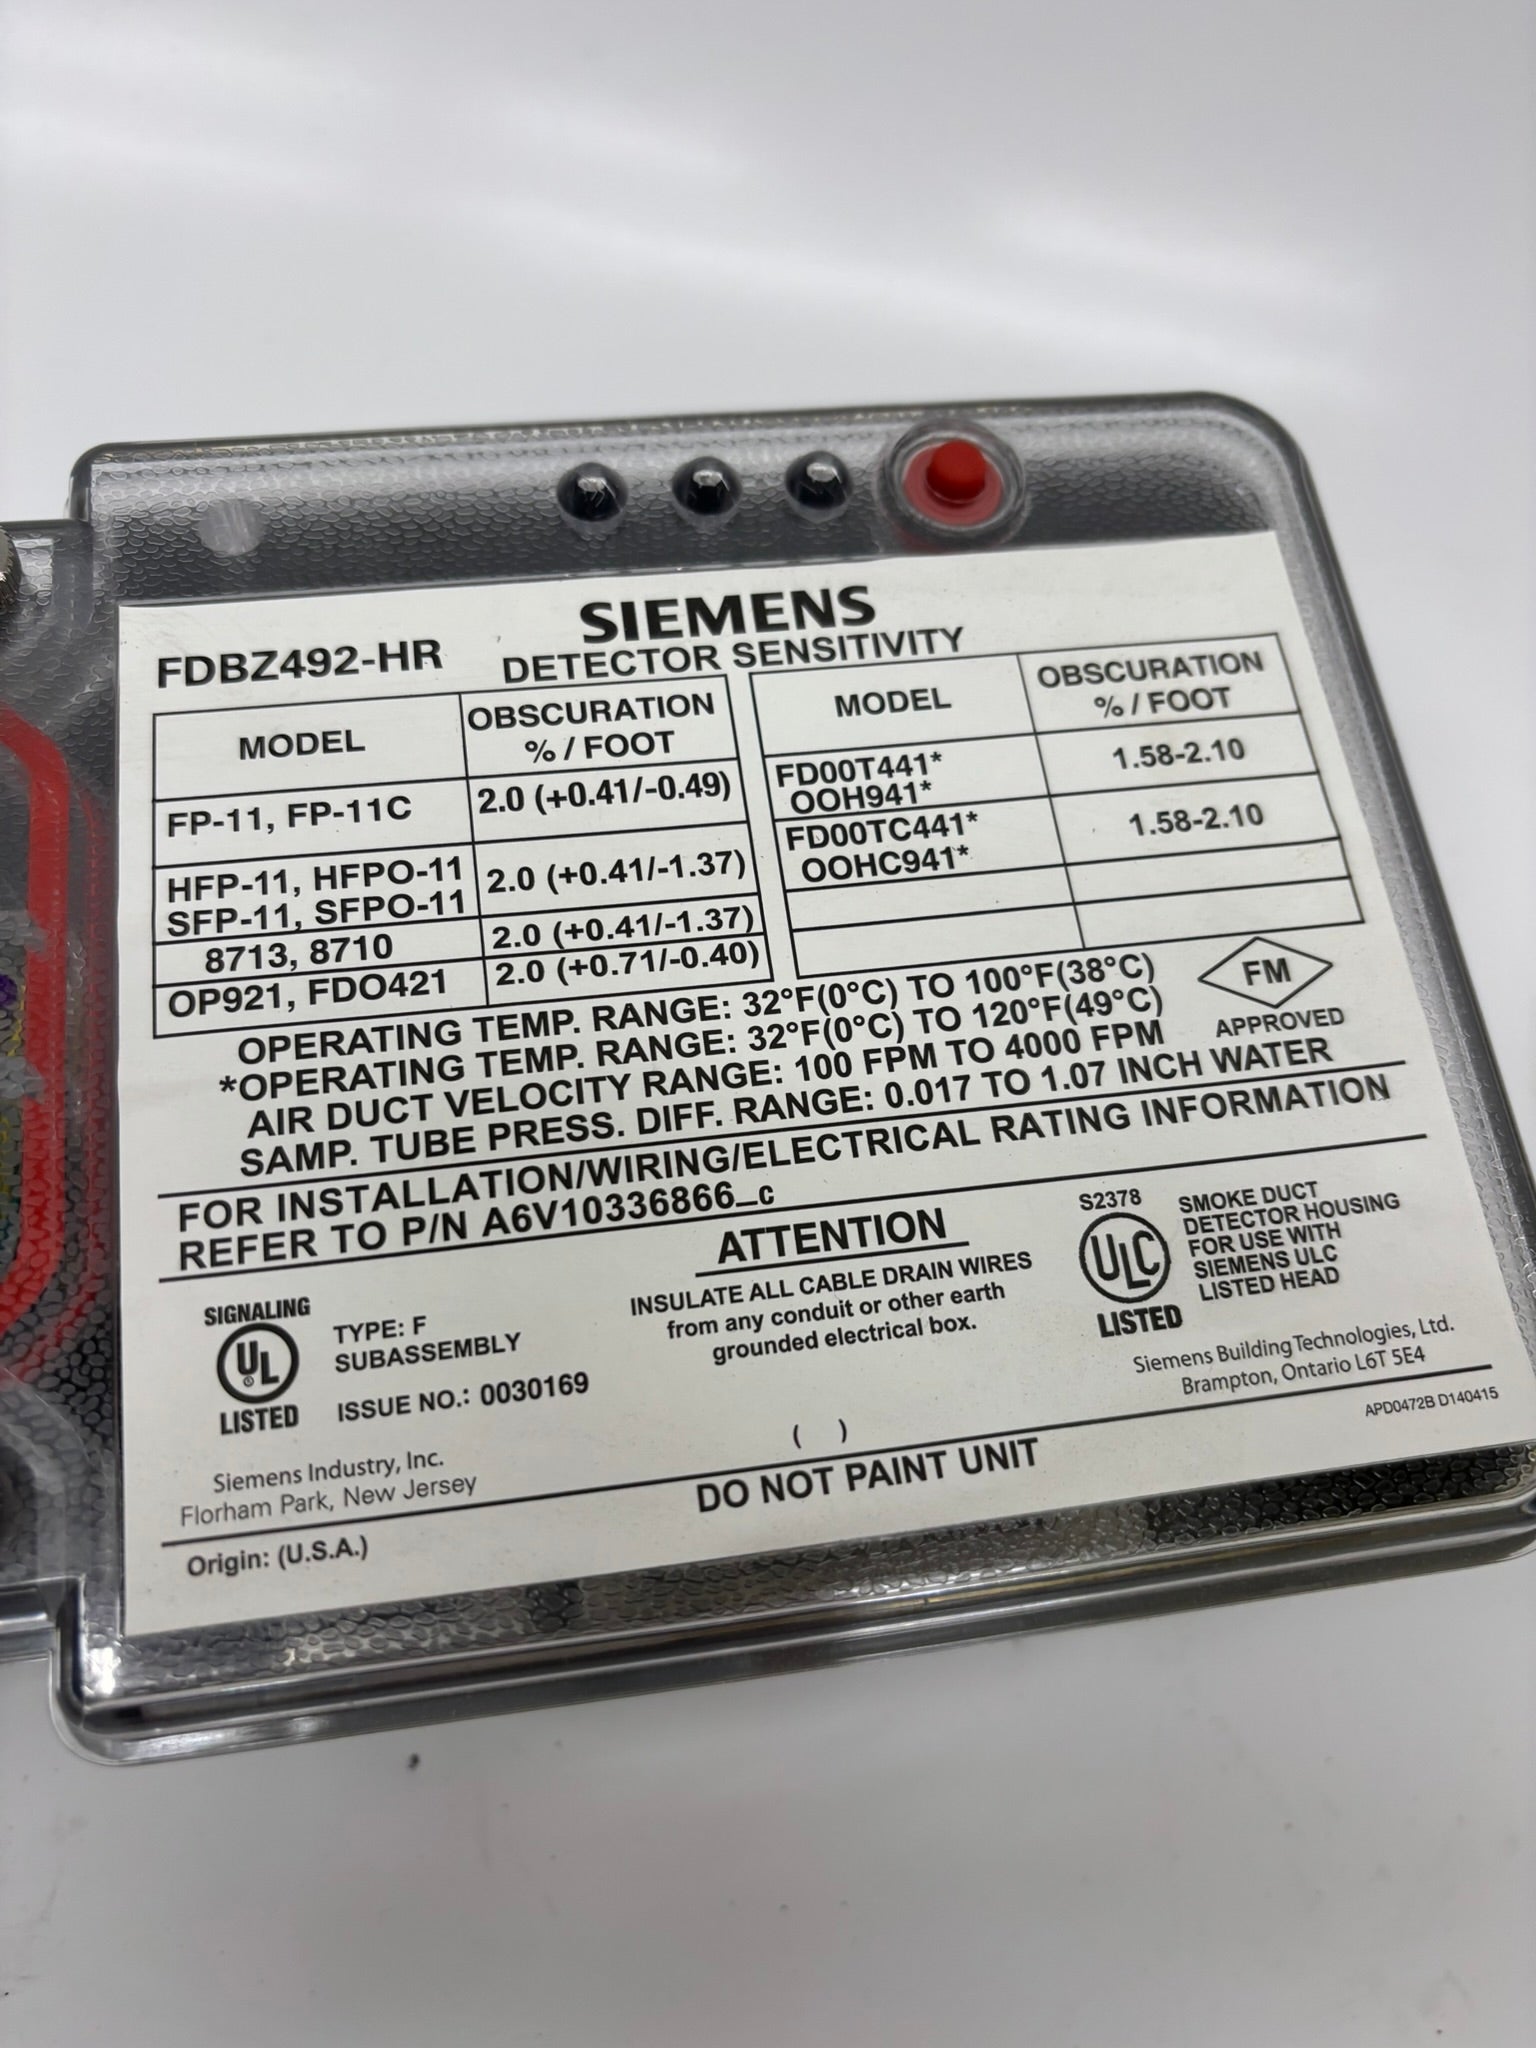 SIEMENS
FDBZ492-HR
DETECTOR SENSITIVITY
MODEL
OBSCURATION
% / FOOT
FP-11, FP-11C
2.0 (+0.41/-0.49)
HFP-11, HFPO-11
SFP-11, SFPO-11
2.0 (+0.41/-1.37)
8713, 8710
2.0 (+0.41/-1.37)
OP921, FDO421
2.0 (+0.71/-0.40)
MODEL
OBSCURATION
% / FOOT
FD00T441*
OOH941*
1.58-2.10
FD00TC441*
OOHC941*
1.58-2.10
OPERATING TEMP. RANGE: 32°F(0°C) TO 100°F(38°C)
*OPERATING TEMP. RANGE: 32°F(0°C) TO 120°F(49°C)
AIR DUCT VELOCITY RANGE: 100 FPM TO 4000 FPM
SAMP. TUBE PRESS. DIFF. RANGE: 0.017 TO 1.07 INCH WATER
FM
APPROVED
FOR INSTALLATION/WIRING/ELECTRICAL RATING INFORMATION
REFER TO P/N A6V10336866_c
SIGNALING
UL
LISTED
TYPE: F
SUBASSEMBLY
ISSUE NO.: 0030169
Siemens Industry, Inc.
Florham Park, New Jersey
ATTENTION
INSULATE ALL CABLE DRAIN WIRES
from any conduit or other earth
grounded electrical box.
S2378
ULC
LISTED
SMOKE DUCT
DETECTOR HOUSING
FOR USE WITH
SIEMENS ULC
LISTED HEAD
Siemens Building Technologies, Ltd.
Brampton, Ontario L6T 5E4
APD0472B D140415
( )
DO NOT PAINT UNIT
Origin: (U.S.A.)